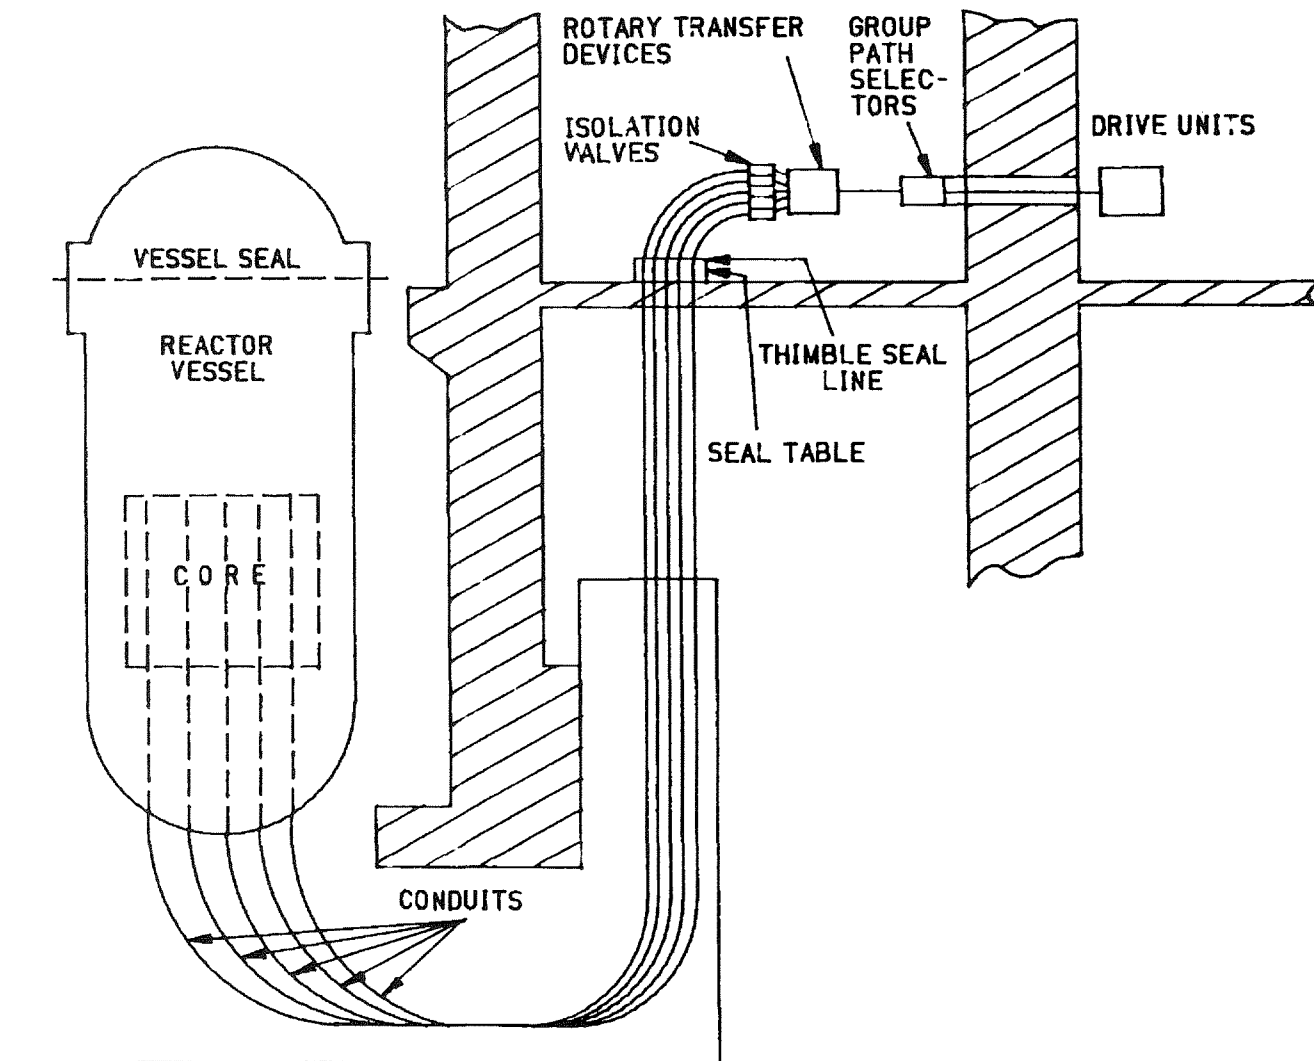 ROTARY TRANSFER
DEVICES
GROUP
PATH
SELEC-
TORS
ISOLATION
VALVES
DRIVE UNITS
VESSEL SEAL
REACTOR
VESSEL
THIMBLE SEAL
LINE
SEAL TABLE
CORE
CONDUITS